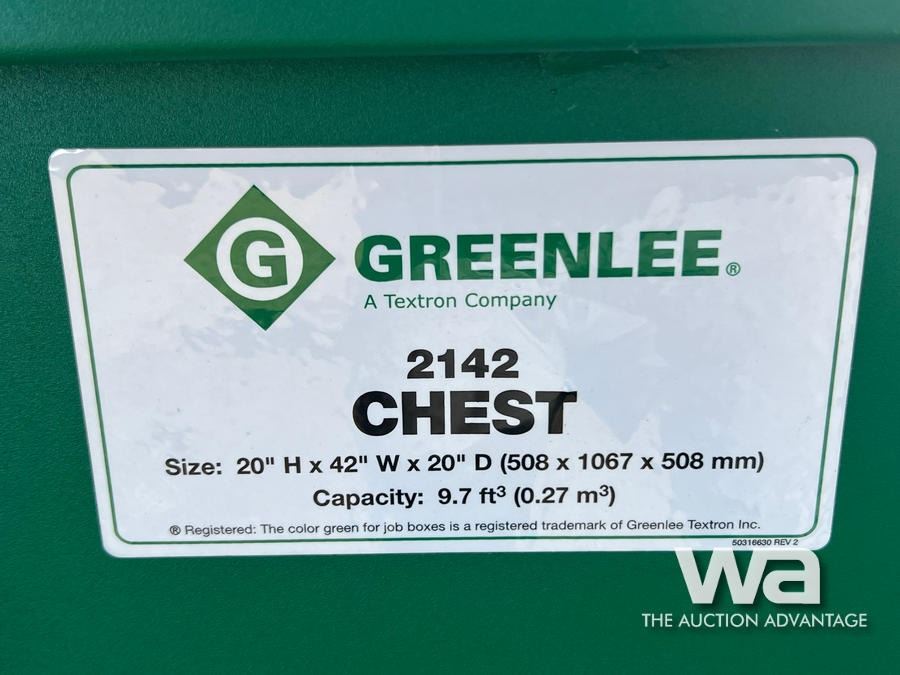 G GREENLEE®
A Textron Company
2142
CHEST
Size: 20" H x 42" W x 20" D (508 x 1067 x 508 mm)
Capacity: 9.7 ft³ (0.27 m³)
® Registered: The color green for job boxes is a registered trademark of Greenlee Textron Inc.
50316630 REV 2
wa
THE AUCTION ADVANTAGE